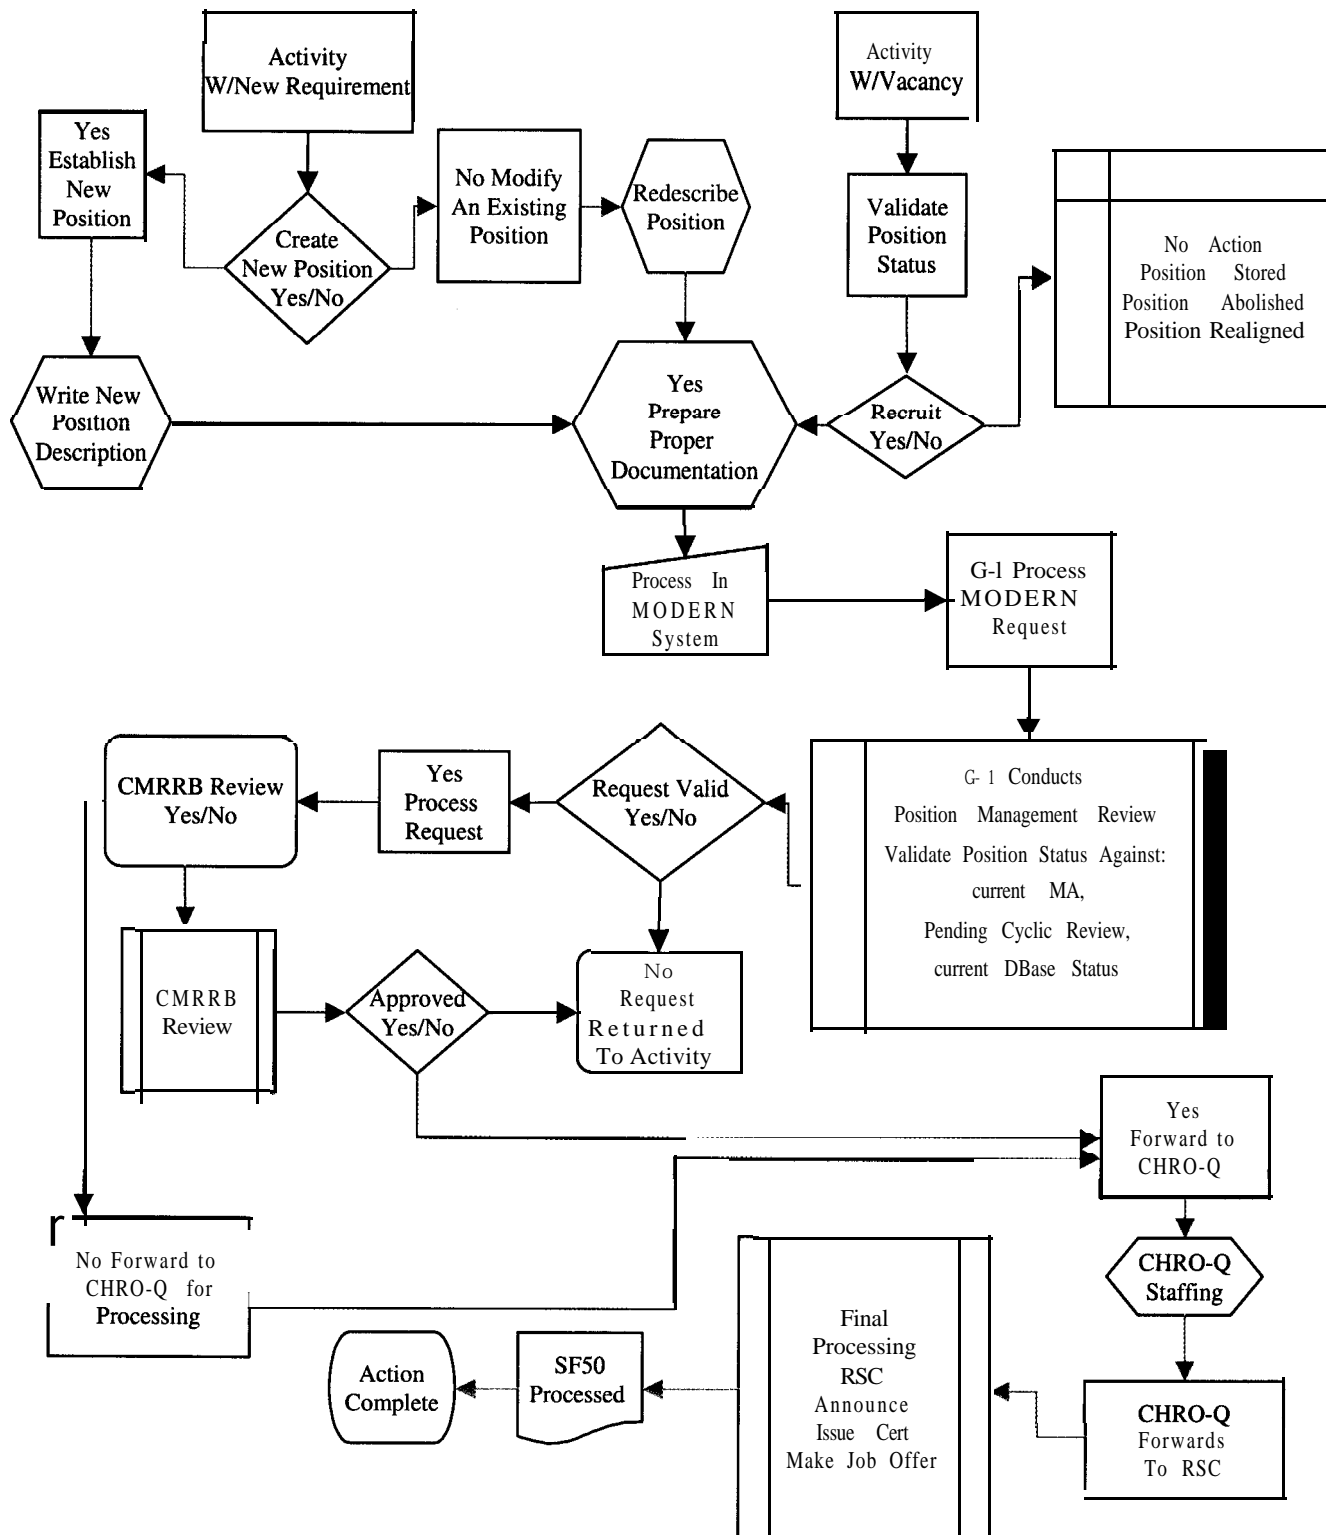 Activity
W/New Requirement
Activity
W/Vacancy
Yes
Establish
New
Position
No Modify
An Existing
Position
Redescribe
Position
Validate
Position
Status
Create
New Position
Yes/No
No Action
Position Stored
Position Abolished
Position Realigned
Write New
Position
Description
Yes
Prepare
Proper
Documentation
Recruit
Yes/No
Process In
MODERN
System
G-l Process
MODERN
Request
CMRRB Review
Yes/No
Yes
Process
Request
Request Valid
Yes/No
G- 1 Conducts
Position Management Review
Validate Position Status Against:
current MA,
Pending Cyclic Review,
current DBase Status
CMRRB
Review
Approved
Yes/No
No
Request
Returned
To Activity
Yes
Forward to
CHRO-Q
No Forward to
CHRO-Q for
Processing
CHRO-Q
Staffing
Final
Processing
RSC
Announce
Issue Cert
Make Job Offer
SF50
Processed
Action
Complete
CHRO-Q
Forwards
To RSC